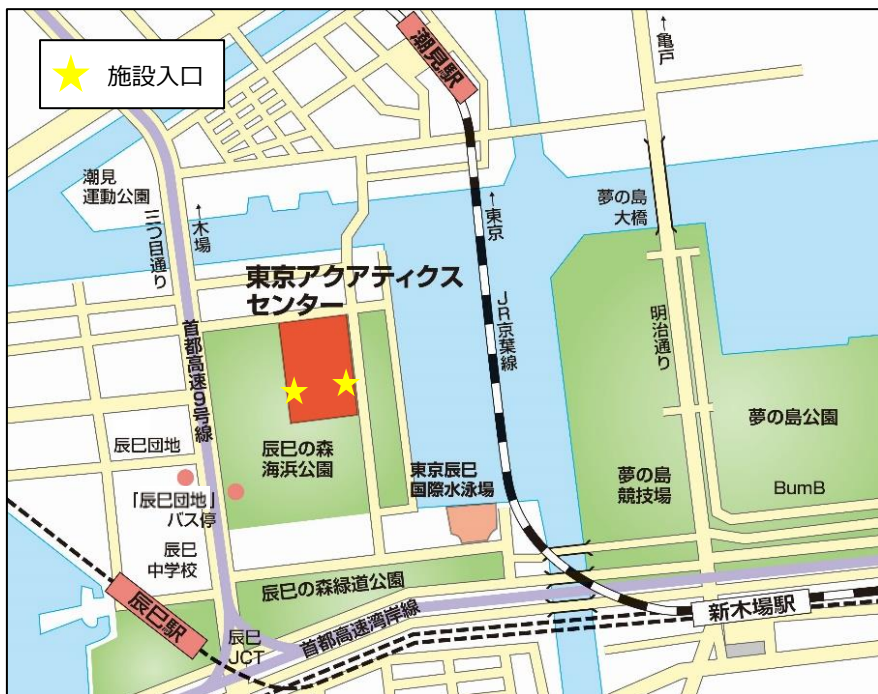 施設入口
潮見駅
←亀戸
潮見
運動公園
三つ目通り
←木場
←東京
夢の島
大橋
東京アクアティクス
センター
JR京葉線
明治通り
首都高速9号線
辰巳団地
辰巳の森
海浜公園
東京辰巳
国際水泳場
夢の島公園
夢の島
競技場
BumB
「辰巳団地」
バス停
辰巳
中学校
辰巳の森緑道公園
辰巳駅
首都高速湾岸線
新木場駅
辰巳
JCT